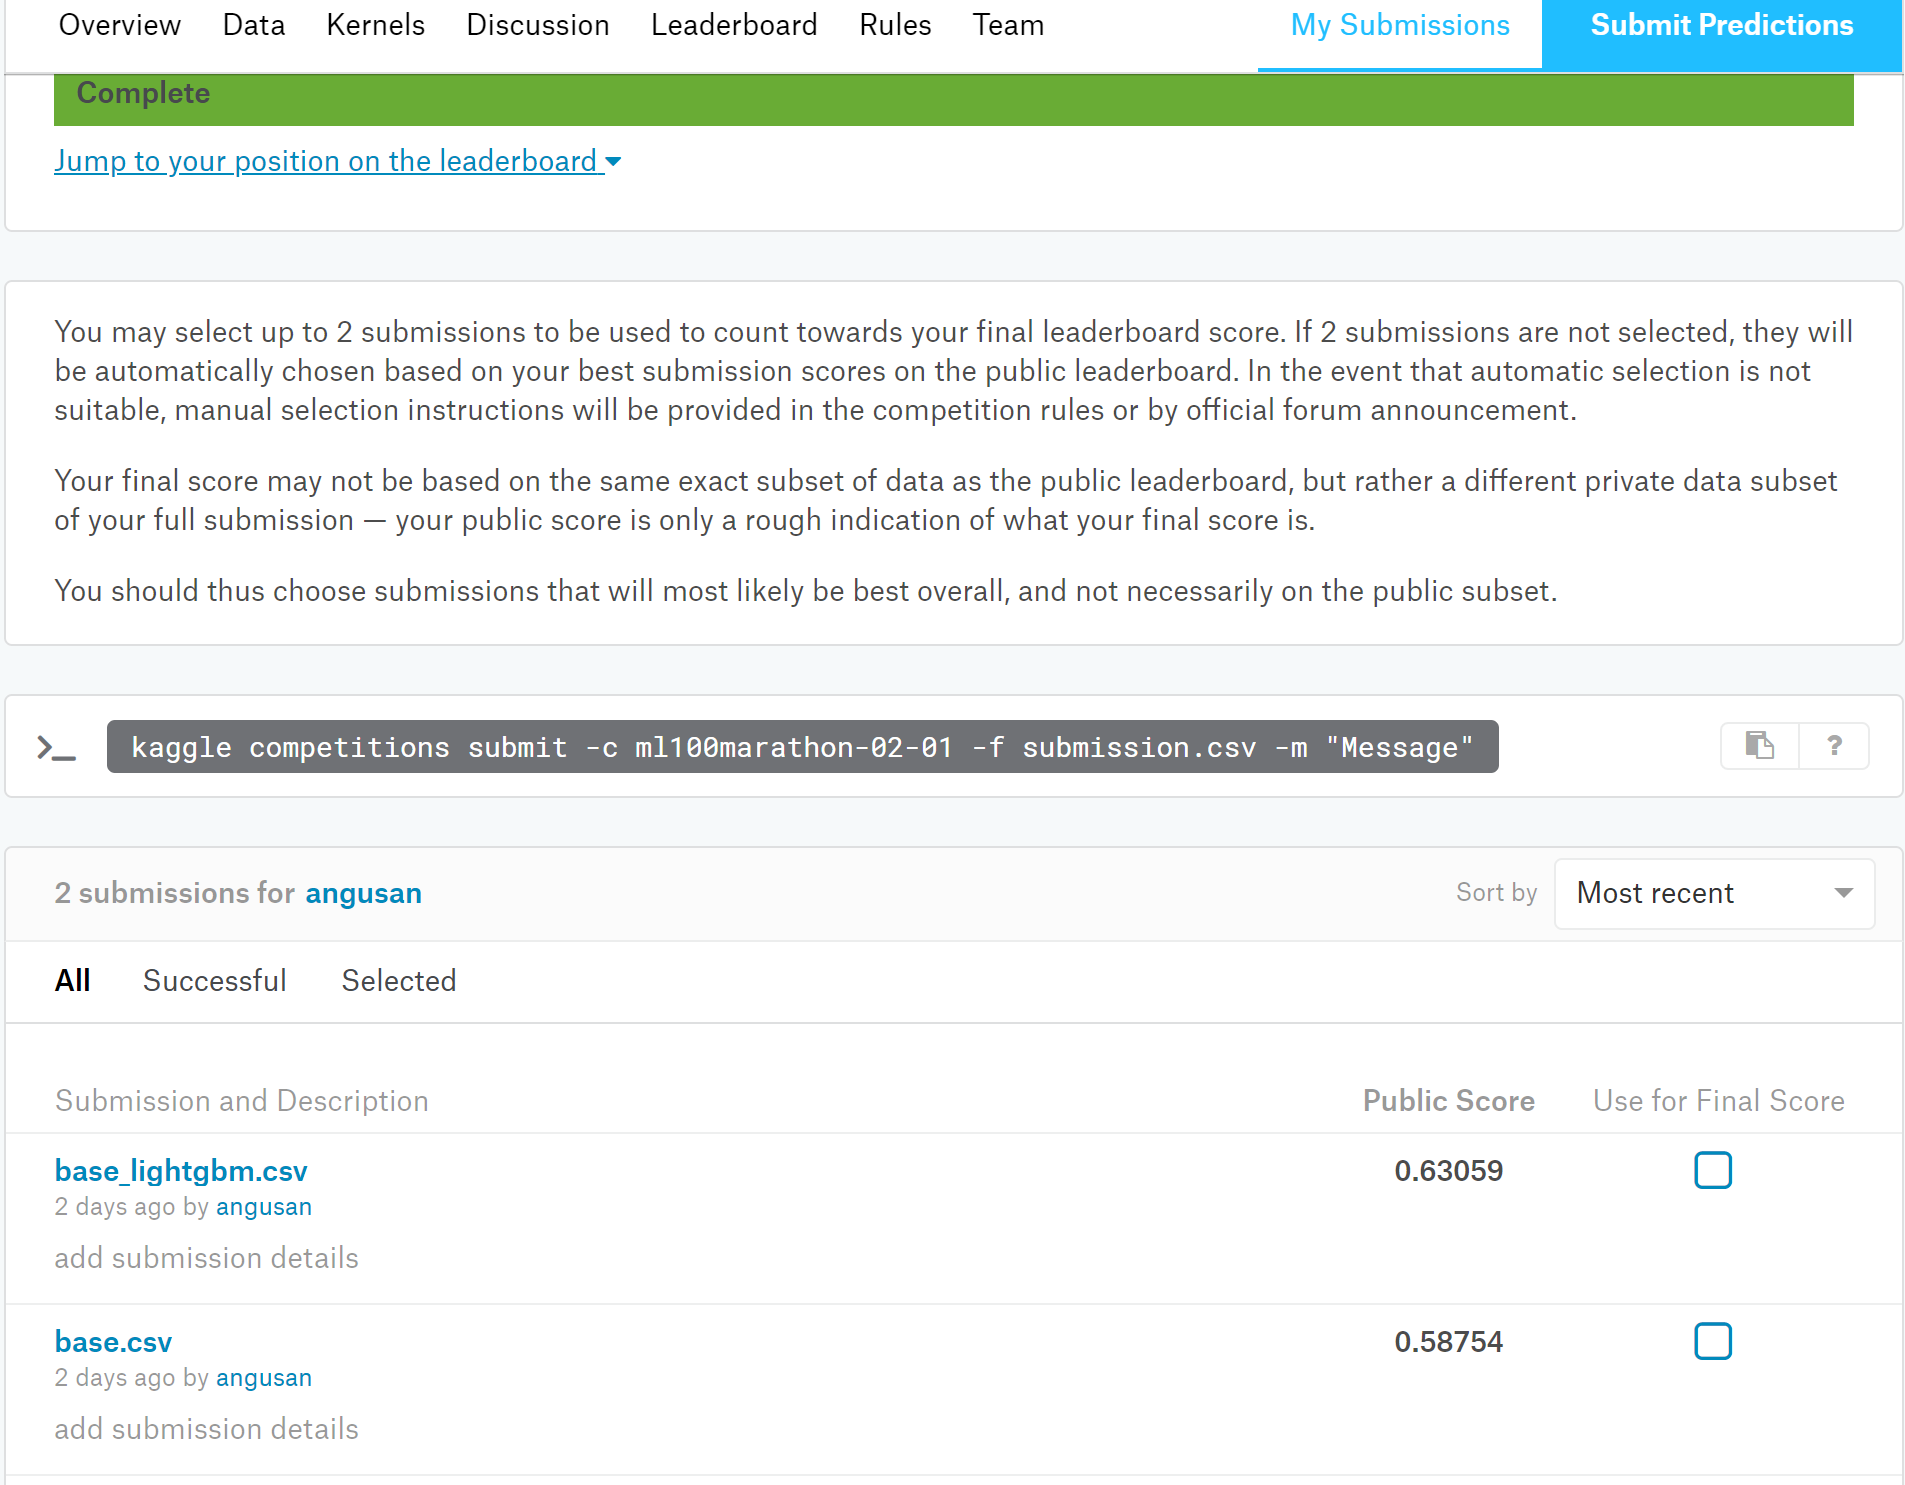 Overview Data Kernels Discussion Leaderboard Rules Team My Submissions Submit Predictions
Complete
Jump to your position on the leaderboard
You may select up to 2 submissions to be used to count towards your final leaderboard score. If 2 submissions are not selected, they will
be automatically chosen based on your best submission scores on the public leaderboard. In the event that automatic selection is not
suitable, manual selection instructions will be provided in the competition rules or by official forum announcement.
Your final score may not be based on the same exact subset of data as the public leaderboard, but rather a different private data subset
of your full submission — your public score is only a rough indication of what your final score is.
You should thus choose submissions that will most likely be best overall, and not necessarily on the public subset.
>_ kaggle competitions submit -c ml100marathon-02-01 -f submission.csv -m "Message" ?
2 submissions for angusan Sort by Most recent
All Successful Selected
Submission and Description Public Score Use for Final Score
base_lightgbm.csv 0.63059
2 days ago by angusan
add submission details
base.csv 0.58754
2 days ago by angusan
add submission details